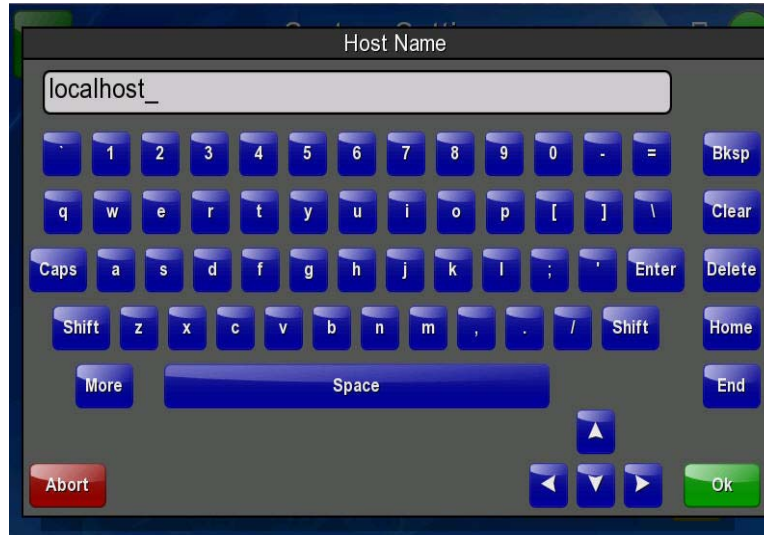 Host Name
localhost_
` 1 2 3 4 5 6 7 8 9 0 - = Bksp
q w e r t y u i o p [ ] \ Clear
Caps a s d f g h j k l ; ' Enter Delete
Shift z x c v b n m , . / Shift Home
More Space End
Abort Ok